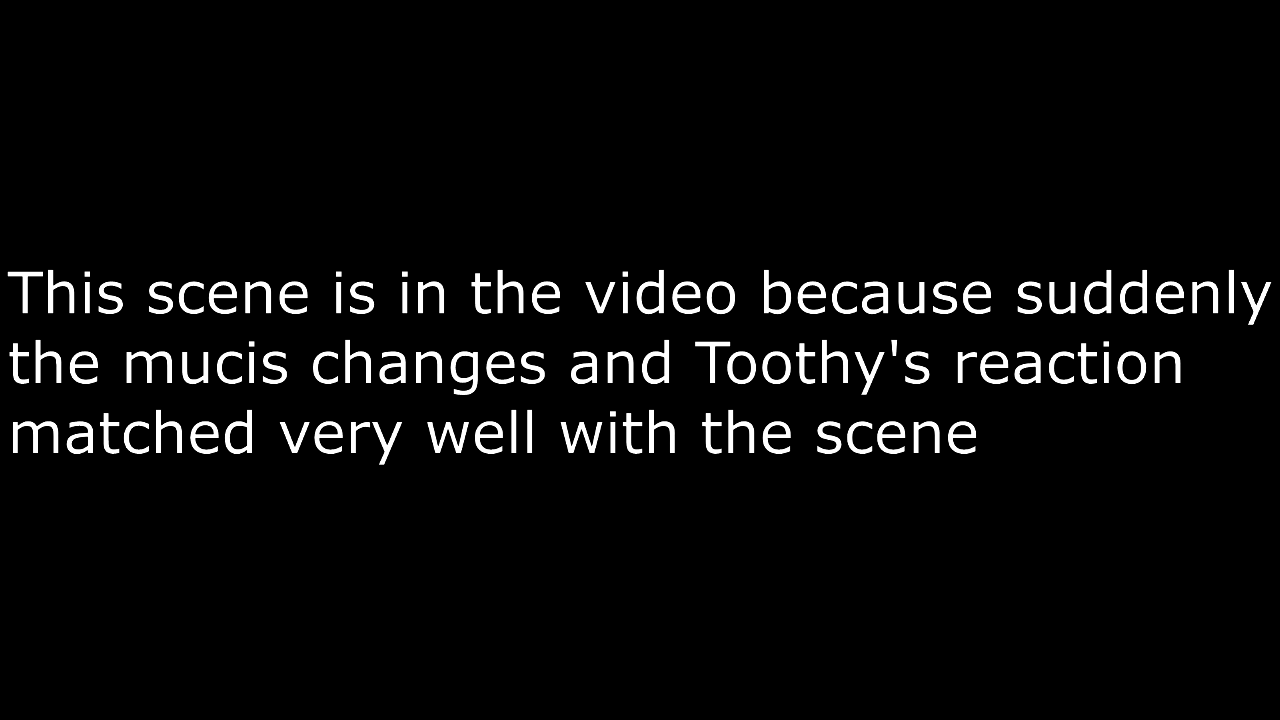 This scene is in the video because suddenly
the mucis changes and Toothy's reaction
matched very well with the scene